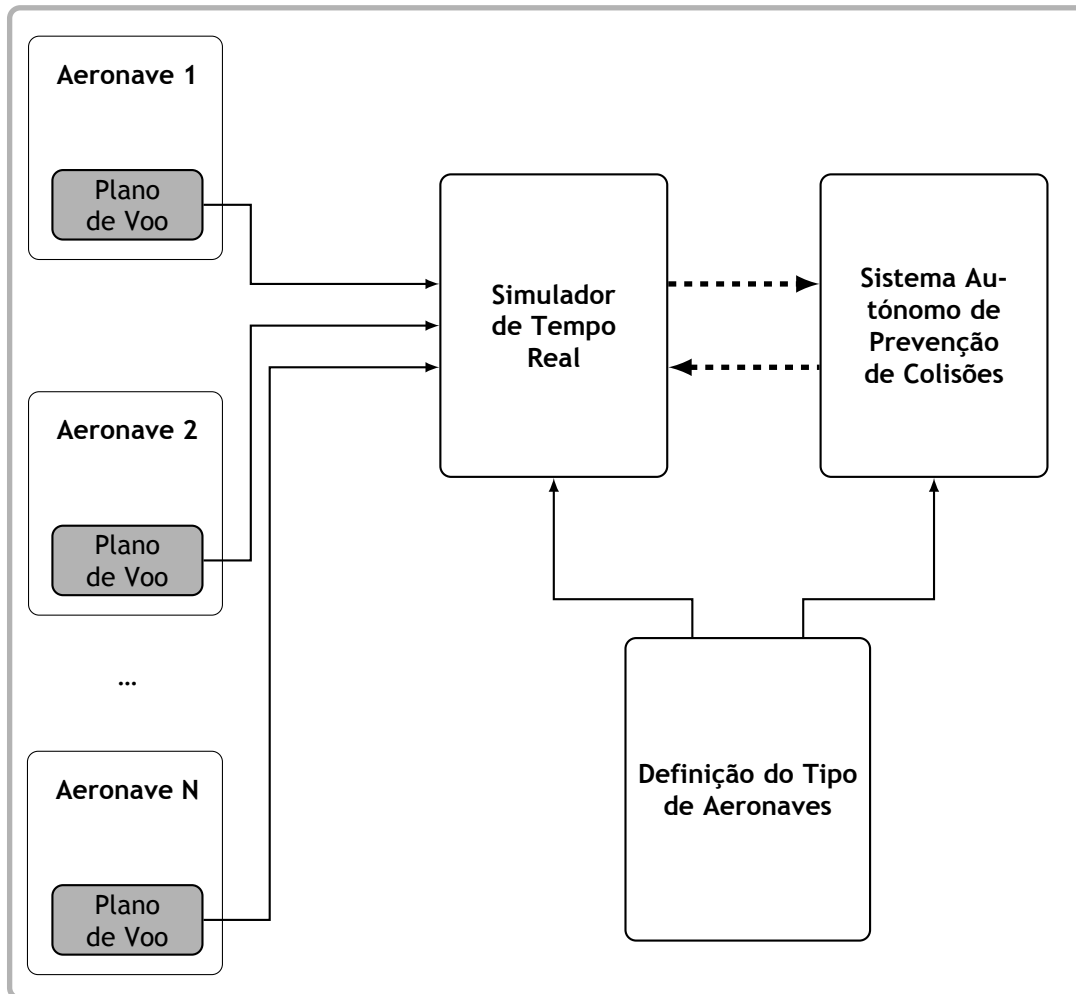 Aeronave 1
Plano
de Voo
Aeronave 2
Plano
de Voo
...
Aeronave N
Plano
de Voo
Simulador
de Tempo
Real
Sistema Au-
tónomo de
Prevenção
de Colisões
Definição do Tipo
de Aeronaves